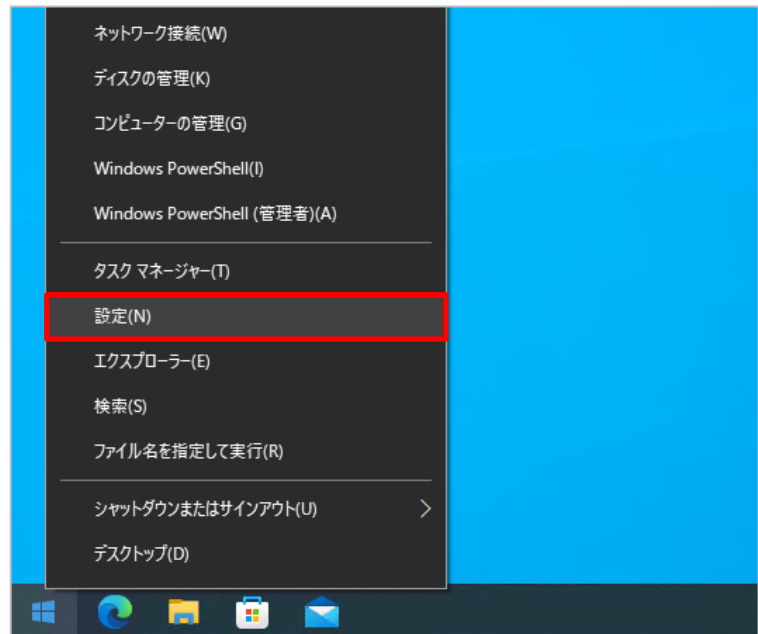 ネットワーク接続(W)
ディスクの管理(K)
コンピューターの管理(G)
Windows PowerShell(I)
Windows PowerShell (管理者)(A)
タスク マネージャー(T)
設定(N)
エクスプローラー(E)
検索(S)
ファイル名を指定して実行(R)
シャットダウンまたはサインアウト(U)
デスクトップ(D)